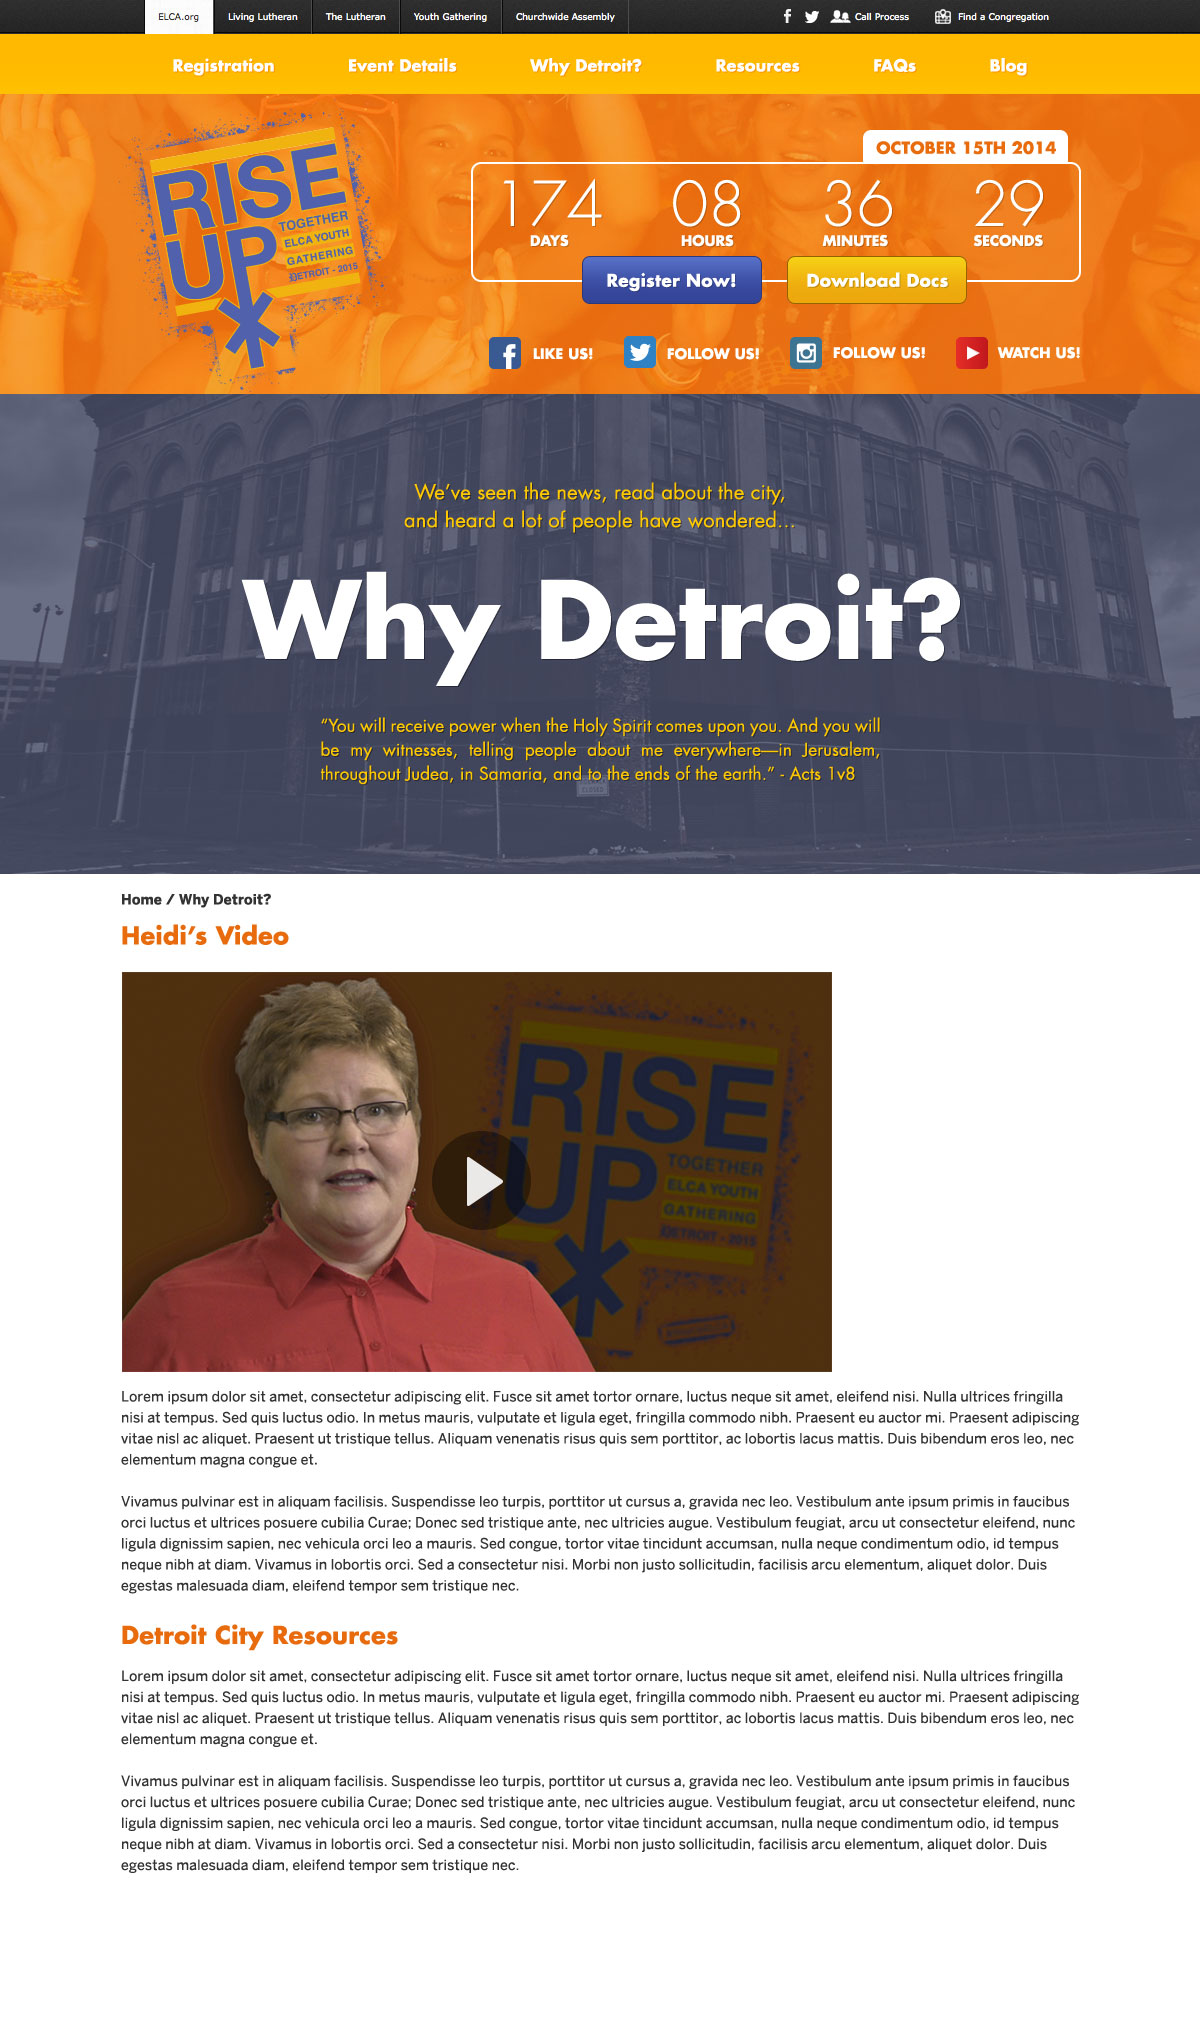 ELCA.org
Living Lutheran
The Lutheran
Youth Gathering
Churchwide Assembly
Call Process
Find a Congregation
Registration
Event Details
Why Detroit?
Resources
FAQs
Blog
RISE
UP
TOGETHER
ELCA YOUTH
GATHERING
DETROIT - 2015
OCTOBER 15TH 2014
174
08
36
29
DAYS
HOURS
MINUTES
SECONDS
Register Now!
Download Docs
LIKE US!
FOLLOW US!
FOLLOW US!
WATCH US!
We've seen the news, read about the city,
and heard a lot of people have wondered...
Why Detroit?
“You will receive power when the Holy Spirit comes upon you. And you will
be my witnesses, telling people about me everywhere—in Jerusalem,
throughout Judea, in Samaria, and to the ends of the earth.” - Acts 1v8
CLOSED
Home / Why Detroit?
Heidi's Video
RISE
UP
TOGETHER
ELCA YOUTH
GATHERING
DETROIT - 2015
Lorem ipsum dolor sit amet, consectetur adipiscing elit. Fusce sit amet tortor ornare, luctus neque sit amet, eleifend nisi. Nulla ultrices fringilla
nisi at tempus. Sed quis luctus odio. In metus mauris, vulputate et ligula eget, fringilla commodo nibh. Praesent eu auctor mi. Praesent adipiscing
vitae nisl ac aliquet. Praesent ut tristique tellus. Aliquam venenatis risus quis sem porttitor, ac lobortis lacus mattis. Duis bibendum eros leo, nec
elementum magna congue et.
Vivamus pulvinar est in aliquam facilisis. Suspendisse leo turpis, porttitor ut cursus a, gravida nec leo. Vestibulum ante ipsum primis in faucibus
orci luctus et ultrices posuere cubilia Curae; Donec sed tristique ante, nec ultricies augue. Vestibulum feugiat, arcu ut consectetur eleifend, nunc
ligula dignissim sapien, nec vehicula orci leo a mauris. Sed congue, tortor vitae tincidunt accumsan, nulla neque condimentum odio, id tempus
neque nibh at diam. Vivamus in lobortis orci. Sed a consectetur nisi. Morbi non justo sollicitudin, facilisis arcu elementum, aliquet dolor. Duis
egestas malesuada diam, eleifend tempor sem tristique nec.
Detroit City Resources
Lorem ipsum dolor sit amet, consectetur adipiscing elit. Fusce sit amet tortor ornare, luctus neque sit amet, eleifend nisi. Nulla ultrices fringilla
nisi at tempus. Sed quis luctus odio. In metus mauris, vulputate et ligula eget, fringilla commodo nibh. Praesent eu auctor mi. Praesent adipiscing
vitae nisl ac aliquet. Praesent ut tristique tellus. Aliquam venenatis risus quis sem porttitor, ac lobortis lacus mattis. Duis bibendum eros leo, nec
elementum magna congue et.
Vivamus pulvinar est in aliquam facilisis. Suspendisse leo turpis, porttitor ut cursus a, gravida nec leo. Vestibulum ante ipsum primis in faucibus
orci luctus et ultrices posuere cubilia Curae; Donec sed tristique ante, nec ultricies augue. Vestibulum feugiat, arcu ut consectetur eleifend, nunc
ligula dignissim sapien, nec vehicula orci leo a mauris. Sed congue, tortor vitae tincidunt accumsan, nulla neque condimentum odio, id tempus
neque nibh at diam. Vivamus in lobortis orci. Sed a consectetur nisi. Morbi non justo sollicitudin, facilisis arcu elementum, aliquet dolor. Duis
egestas malesuada diam, eleifend tempor sem tristique nec.